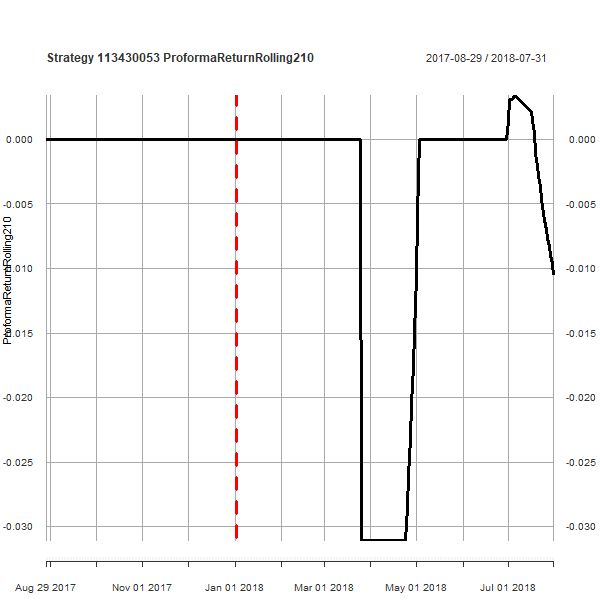 Strategy 113430053 ProformaReturnRolling210
2017-08-29 / 2018-07-31
ProformaReturnRolling210
0.000 0.000
-0.005 -0.005
-0.010 -0.010
-0.015 -0.015
-0.020 -0.020
-0.025 -0.025
-0.030 -0.030
Aug 29 2017 Nov 01 2017 Jan 01 2018 Mar 01 2018 May 01 2018 Jul 01 2018